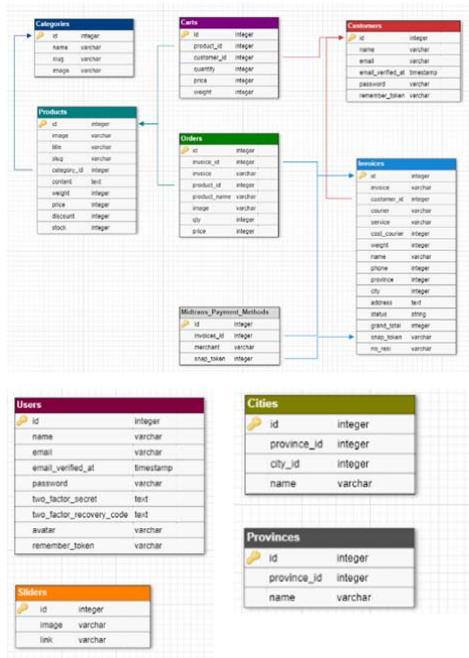 Categories
id integer
name varchar
slug varchar
image varchar
Carts
id integer
product_id integer
customer_id integer
quantity integer
price integer
weight integer
Customers
id integer
name varchar
email varchar
email_verified_at timestamp
password varchar
remember_token varchar
Products
id integer
image varchar
title varchar
slug varchar
category_id integer
content text
weight integer
price integer
discount integer
stock integer
Orders
id integer
invoice_id integer
invoice varchar
product_id integer
product_name varchar
image varchar
qty integer
price integer
Invoices
id integer
invoice varchar
customer_id integer
courier varchar
service varchar
cost_courier integer
weight integer
name varchar
phone integer
province integer
city integer
address text
status string
grand_total integer
snap_token varchar
no_resi varchar
Midtrans_Payment_Methods
id integer
invoices_id integer
merchant varchar
snap_token integer
Users
id integer
name varchar
email varchar
email_verified_at timestamp
password varchar
two_factor_secret text
two_factor_recovery_code text
avatar varchar
remember_token varchar
Cities
id integer
province_id integer
city_id integer
name varchar
Provinces
id integer
province_id integer
name varchar
Sliders
id integer
image varchar
link varchar